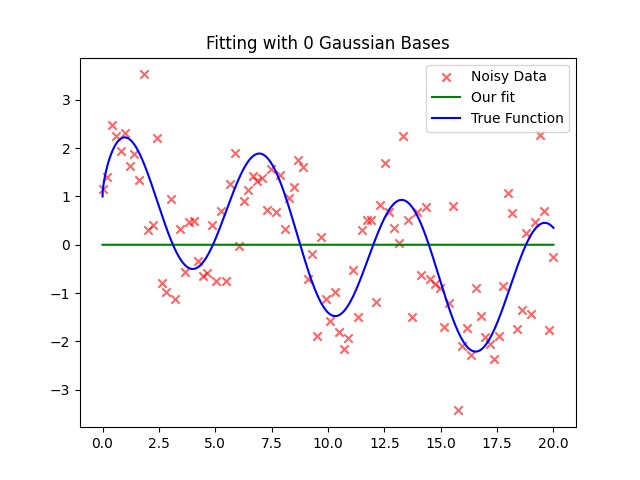 Fitting with 0 Gaussian Bases
Noisy Data
Our fit
True Function
3
2
1
0
−1
−2
−3
0.0 2.5 5.0 7.5 10.0 12.5 15.0 17.5 20.0